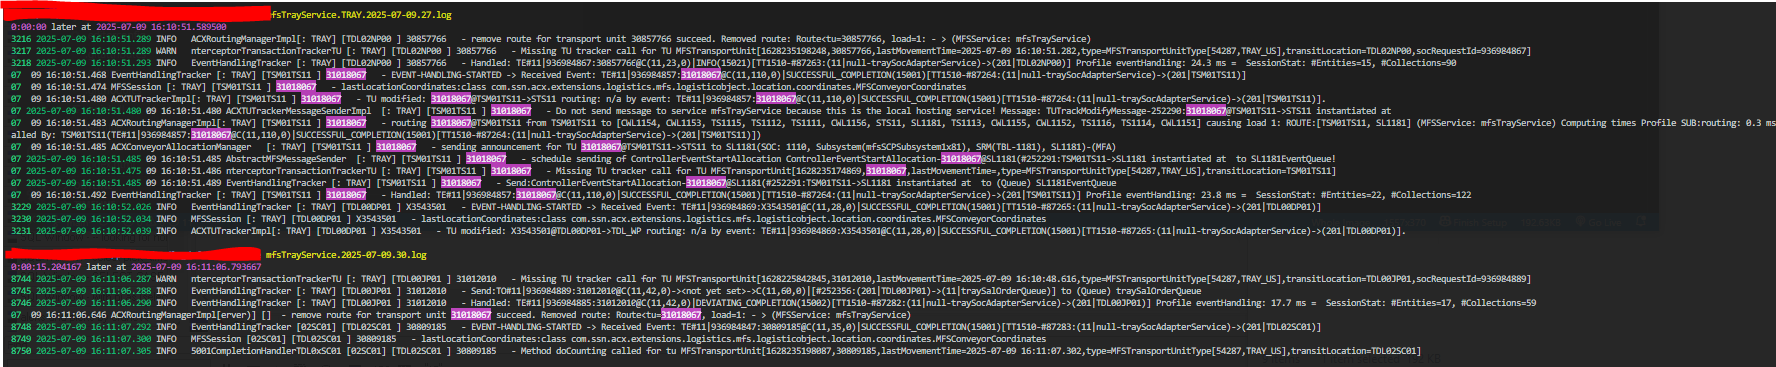 mfsTrayService.TRAY.2025-07-09.27.log
0:00:00 later at 2025-07-09 16:10:51.589500
3216 2025-07-09 16:10:51.289 INFO ACXRoutingManagerImpl[: TRAY] [TDL02NP00 ] 30857766 - remove route for transport unit 30857766 succeed. Removed route: Route<tu=30857766, load=1: - > (MFSService: mfsTrayService)
3217 2025-07-09 16:10:51.289 WARN nterceptorTransactionTrackerTU [: TRAY] [TDL02NP00 ] 30857766 - Missing TU tracker call for TU MFSTransportUnit[1628235198248,30857766,lastMovementTime=2025-07-09 16:10:51.282,type=MFSTransportUnitType[54287,TRAY_US],transitLocation=TDL02NP00,socRequestId=936984867]
3218 2025-07-09 16:10:51.293 INFO EventHandlingTracker [: TRAY] [TDL02NP00 ] 30857766 - Handled: TE#11|936984867:30857766@C(11,23,0)|INFO(15021)[TT1510-#87263:(11|null-traySocAdapterService)->(201|TDL02NP00)] Profile eventHandling: 24.3 ms = SessionStat: #Entities=15, #Collections=90
07 09 16:10:51.468 EventHandlingTracker [: TRAY] [TSM01TS11 ] 31018067 - EVENT-HANDLING-STARTED -> Received Event: TE#11|936984857:31018067@C(11,110,0)|SUCCESSFUL_COMPLETION(15001)[TT1510-#87264:(11|null-traySocAdapterService)->(201|TSM01TS11)]
07 09 16:10:51.474 MFSSession [: TRAY] [TSM01TS11 ] 31018067 - lastLocationCoordinates:class com.ssn.acx.extensions.logistics.mfs.logisticobject.location.coordinates.MFSConveyorCoordinates
07 09 16:10:51.480 ACXTUTrackerImpl[: TRAY] [TSM01TS11 ] 31018067 - TU modified: 31018067@TSM01TS11->STS11 routing: n/a by event: TE#11|936984857:31018067@C(11,110,0)|SUCCESSFUL_COMPLETION(15001)[TT1510-#87264:(11|null-traySocAdapterService)->(201|TSM01TS11)].
07 09 16:10:51.480 ACXTUTrackerMessageSenderImpl [: TRAY] [TSM01TS11 ] 31018067 - Do not send message to service mfsTrayService because this is the local hosting service! Message: TUTrackModifyMessage-252290:31018067@TSM01TS11->STS11 instantiated at
07 09 16:10:51.483 ACXRoutingManagerImpl[: TRAY] [TSM01TS11 ] 31018067 - routing 31018067@TSM01TS11 from TSM01TS11 to [CWL1154, CWL1153, TS1115, TS1112, TS1111, CWL1156, STS11, SL1181, TS1113, CWL1155, CWL1152, TS1116, TS1114, CWL1151] causing load 1: ROUTE:[TSM01TS11, SL1181] (MFSService: mfsTrayService) Computing times Profile SUB:routing: 0.3 ms
alled By: TSM01TS11(TE#11|936984857:31018067@C(11,110,0)|SUCCESSFUL_COMPLETION(15001)[TT1510-#87264:(11|null-traySocAdapterService)->(201|TSM01TS11)])
07 09 16:10:51.485 ACXConveyorAllocationManager [: TRAY] [TSM01TS11 ] 31018067 - sending announcement for TU 31018067@TSM01TS11->STS11 to SL1181(SOC: 1110, Subsystem(mfsSCPSubsystem1x81), SRM(TBL-1181), SL1181)-(MFA)
07 2025-07-09 16:10:51.485 09 16:10:51.485 AbstractMFSMessageSender [: TRAY] [TSM01TS11 ] 31018067 - schedule sending of ControllerEventStartAllocation ControllerEventStartAllocation-31018067@SL1181(#252291:TSM01TS11->SL1181 instantiated at to SL1181EventQueue!
07 2025-07-09 16:10:51.475 09 16:10:51.486 nterceptorTransactionTrackerTU [: TRAY] [TSM01TS11 ] 31018067 - Missing TU tracker call for TU MFSTransportUnit[1628235174869,31018067,lastMovementTime=,type=MFSTransportUnitType[54287,TRAY_US],transitLocation=TSM01TS11]
07 2025-07-09 16:10:51.485 09 16:10:51.489 EventHandlingTracker [: TRAY] [TSM01TS11 ] 31018067 - Send:ControllerEventStartAllocation-31018067@SL1181(#252291:TSM01TS11->SL1181 instantiated at to (Queue) SL1181EventQueue
07 2025-07-09 16:10:51.485 09 16:10:51.492 EventHandlingTracker [: TRAY] [TSM01TS11 ] 31018067 - Handled: TE#11|936984857:31018067@C(11,110,0)|SUCCESSFUL_COMPLETION(15001)[TT1510-#87264:(11|null-traySocAdapterService)->(201|TSM01TS11)] Profile eventHandling: 23.8 ms = SessionStat: #Entities=22, #Collections=122
3229 2025-07-09 16:10:52.026 INFO EventHandlingTracker [: TRAY] [TDL00DP01 ] X3543501 - EVENT-HANDLING-STARTED -> Received Event: TE#11|936984869:X3543501@C(11,28,0)|SUCCESSFUL_COMPLETION(15001)[TT1510-#87265:(11|null-traySocAdapterService)->(201|TDL00DP01)]
3230 2025-07-09 16:10:52.034 INFO MFSSession [: TRAY] [TDL00DP01 ] X3543501 - lastLocationCoordinates:class com.ssn.acx.extensions.logistics.mfs.logisticobject.location.coordinates.MFSConveyorCoordinates
3231 2025-07-09 16:10:52.039 INFO ACXTUTrackerImpl[: TRAY] [TDL00DP01 ] X3543501 - TU modified: X3543501@TDL00DP01->TDL_WP routing: n/a by event: TE#11|936984869:X3543501@C(11,28,0)|SUCCESSFUL_COMPLETION(15001)[TT1510-#87265:(11|null-traySocAdapterService)->(201|TDL00DP01)].
mfsTrayService.2025-07-09.30.log
0:00:15.204167 later at 2025-07-09 16:11:06.793667
8744 2025-07-09 16:11:06.287 WARN nterceptorTransactionTrackerTU [: TRAY] [TDL00JP01 ] 31012010 - Missing TU tracker call for TU MFSTransportUnit[1628225842845,31012010,lastMovementTime=2025-07-09 16:10:48.616,type=MFSTransportUnitType[54287,TRAY_US],transitLocation=TDL00JP01,socRequestId=936984889]
8745 2025-07-09 16:11:06.288 INFO EventHandlingTracker [: TRAY] [TDL00JP01 ] 31012010 - Send:TO#11|936984889:31012010@C(11,42,0)-><not yet set>->C(11,60,0)|[#252356:(201|TDL00JP01)->(11|traySocAdapterService)] to (Queue) traySalOrderQueue
8746 2025-07-09 16:11:06.290 INFO EventHandlingTracker [: TRAY] [TDL00JP01 ] 31012010 - Handled: TE#11|936984885:31012010@C(11,42,0)|DEVIATING_COMPLETION(15002)[TT1510-#87282:(11|null-traySocAdapterService)->(201|TDL00JP01)] Profile eventHandling: 17.7 ms = SessionStat: #Entities=17, #Collections=59
07 09 16:11:06.646 ACXRoutingManagerImpl[erver)] [] - remove route for transport unit 31018067 succeed. Removed route: Route<tu=31018067, load=1: - > (MFSService: mfsTrayService)
8748 2025-07-09 16:11:07.292 INFO EventHandlingTracker [02SC01] [TDL02SC01 ] 30809185 - EVENT-HANDLING-STARTED -> Received Event: TE#11|936984847:30809185@C(11,35,0)|SUCCESSFUL_COMPLETION(15001)[TT1510-#87283:(11|null-traySocAdapterService)->(201|TDL02SC01)]
8749 2025-07-09 16:11:07.300 INFO MFSSession [02SC01] [TDL02SC01 ] 30809185 - lastLocationCoordinates:class com.ssn.acx.extensions.logistics.mfs.logisticobject.location.coordinates.MFSConveyorCoordinates
8750 2025-07-09 16:11:07.305 INFO 5001CompletionHandlerTDL0xSC01 [02SC01] [TDL02SC01 ] 30809185 - Method doCounting called for tu MFSTransportUnit[1628235198087,30809185,lastMovementTime=2025-07-09 16:11:07.302,type=MFSTransportUnitType[54287,TRAY_US],transitLocation=TDL02SC01]